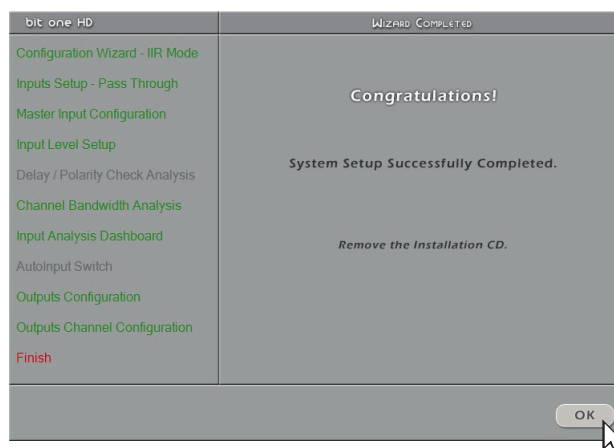 bit one HD
Wizard Completed
Configuration Wizard - IIR Mode
Inputs Setup - Pass Through
Master Input Configuration
Input Level Setup
Delay / Polarity Check Analysis
Channel Bandwidth Analysis
Input Analysis Dashboard
AutoInput Switch
Outputs Configuration
Outputs Channel Configuration
Finish
Congratulations!
System Setup Successfully Completed.
Remove the Installation CD.
OK